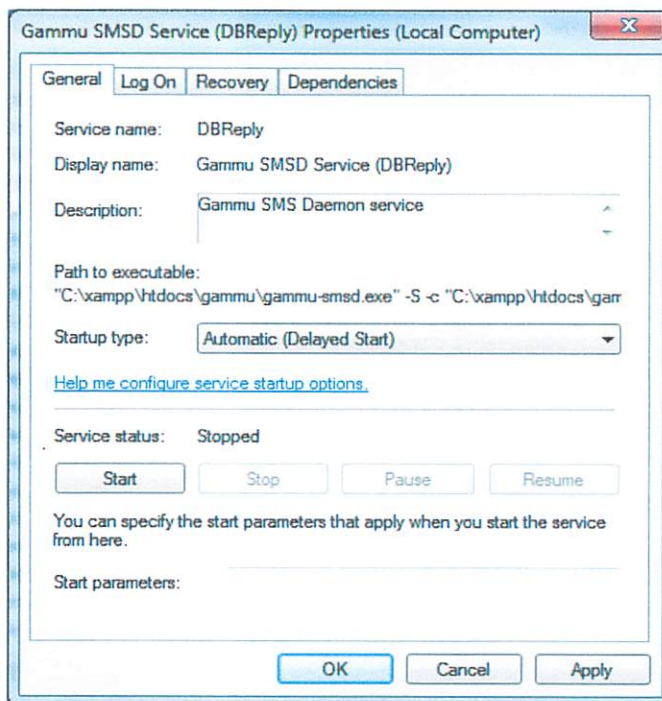 Gammu SMSD Service (DBReply) Properties (Local Computer)
General Log On Recovery Dependencies
Service name: DBReply
Display name: Gammu SMSD Service (DBReply)
Description: Gammu SMS Daemon service
Path to executable:
"C:\xampp\htdocs\gammu\gammu-smsd.exe" -S -c "C:\xampp\htdocs\gam
Startup type: Automatic (Delayed Start)
Help me configure service startup options.
Service status: Stopped
Start Stop Pause Resume
You can specify the start parameters that apply when you start the service
from here.
Start parameters:
OK Cancel Apply